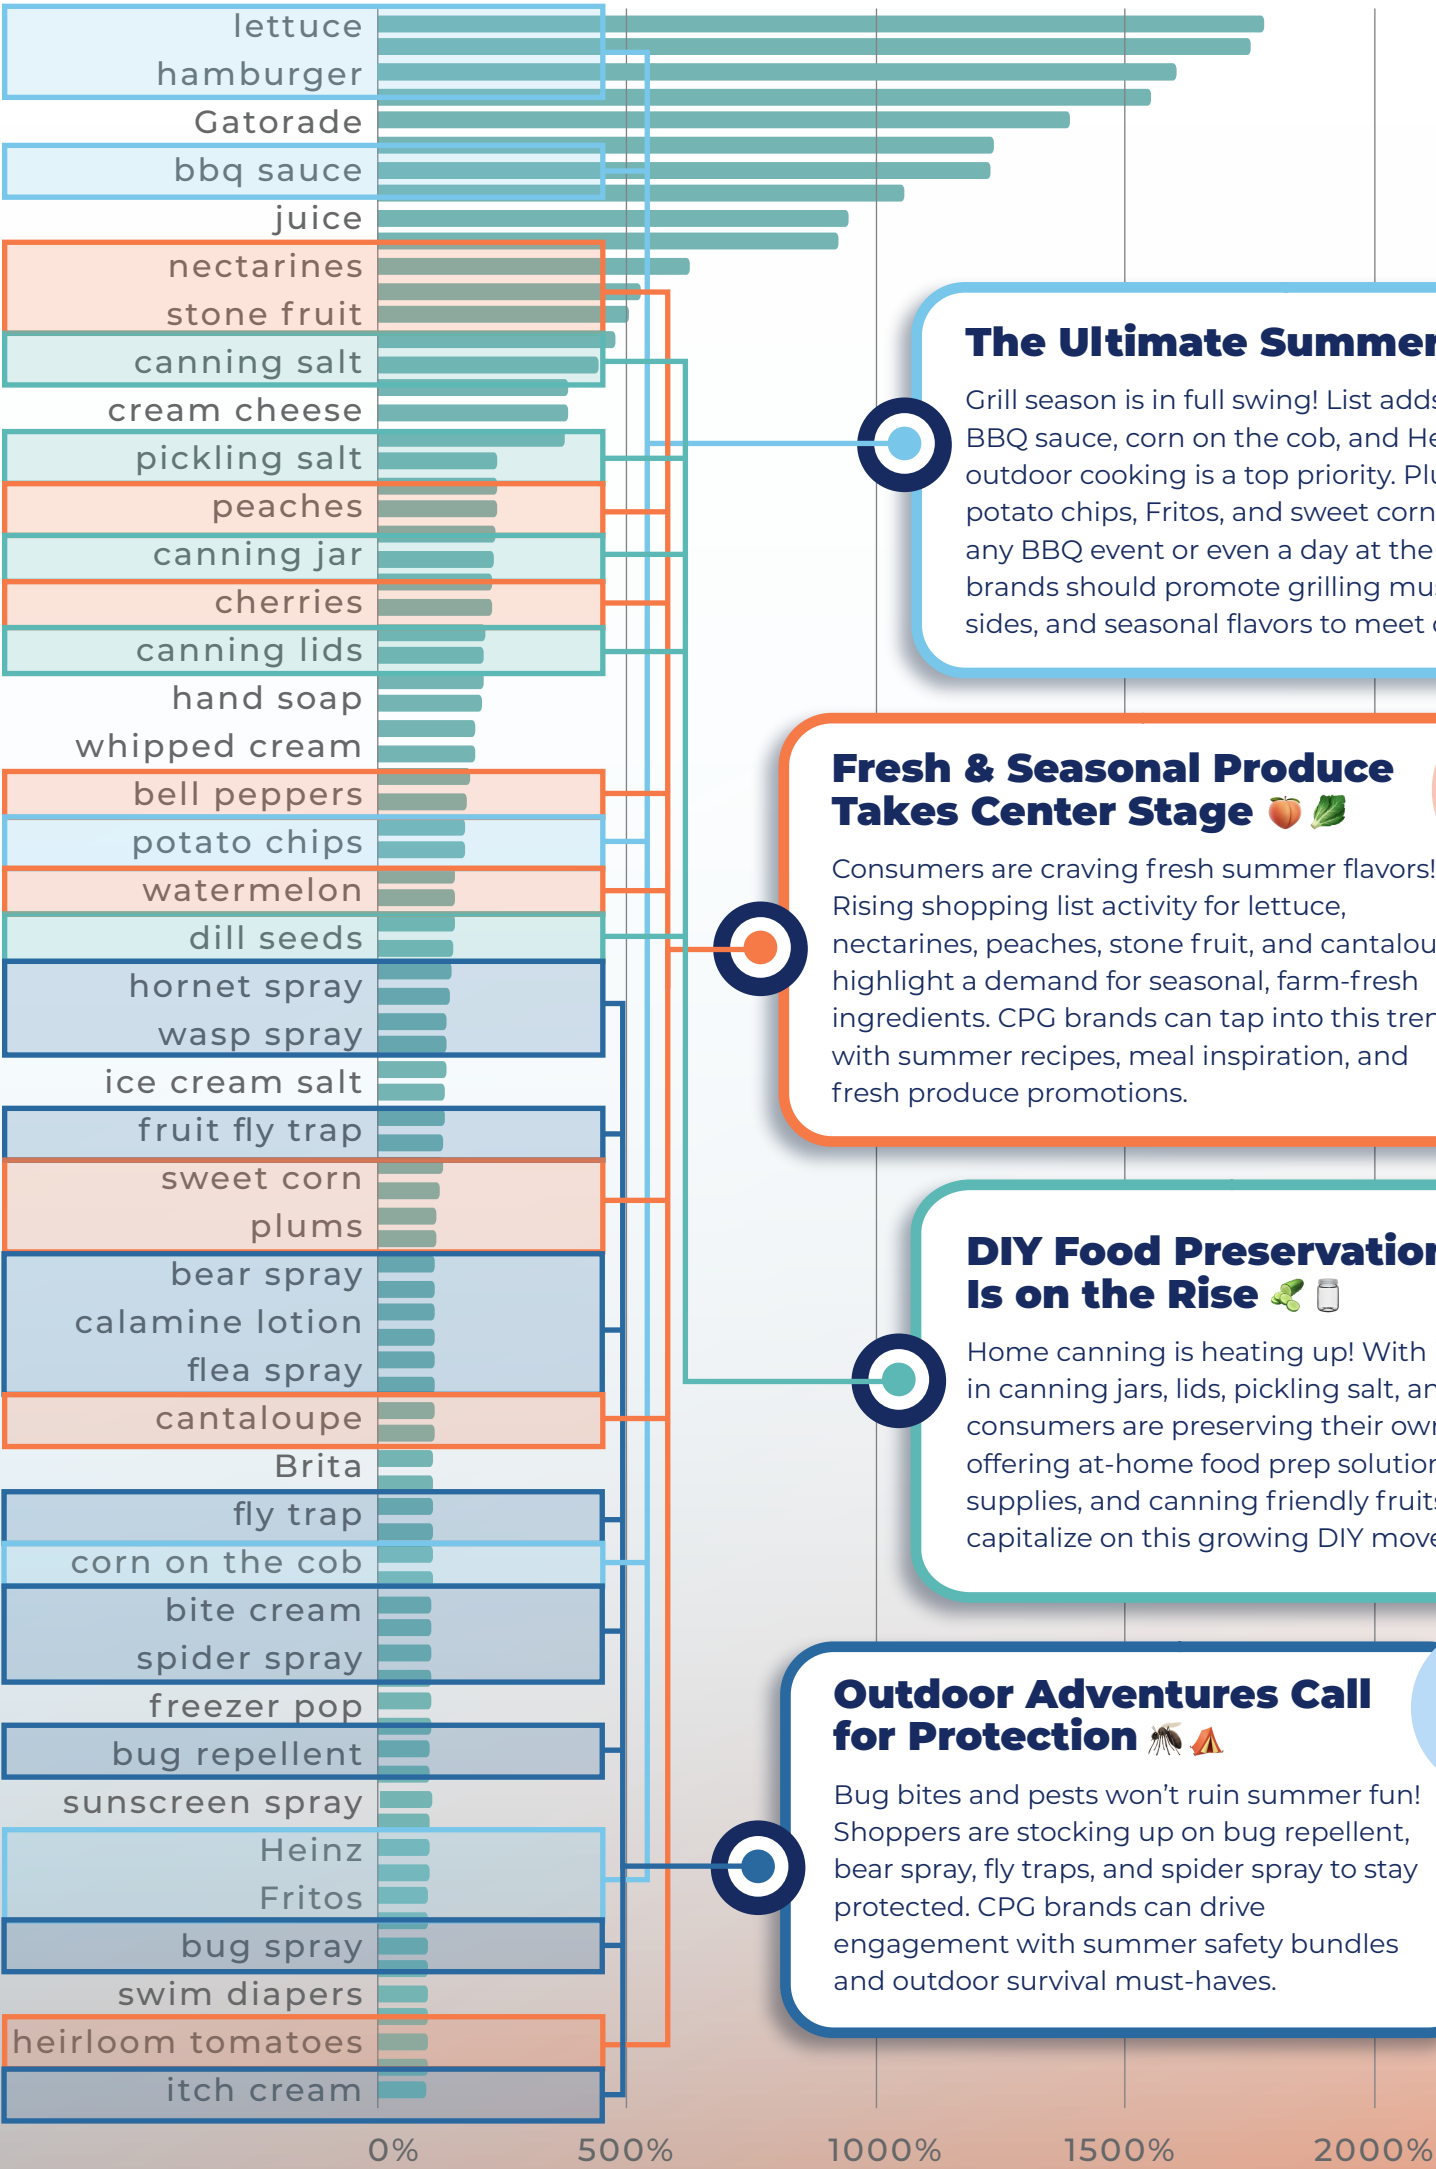 lettuce
hamburger
Gatorade
bbq sauce
juice
nectarines
stone fruit
canning salt
cream cheese
pickling salt
peaches
canning jar
cherries
canning lids
hand soap
whipped cream
bell peppers
potato chips
watermelon
dill seeds
hornet spray
wasp spray
ice cream salt
fruit fly trap
sweet corn
plums
bear spray
calamine lotion
flea spray
cantaloupe
Brita
fly trap
corn on the cob
bite cream
spider spray
freezer pop
bug repellent
sunscreen spray
Heinz
Fritos
bug spray
swim diapers
heirloom tomatoes
itch cream
0% 500% 1000% 1500% 2000%
The Ultimate Summer
Grill season is in full swing! List adds
BBQ sauce, corn on the cob, and He
outdoor cooking is a top priority. Plu
potato chips, Fritos, and sweet corn
any BBQ event or even a day at the
brands should promote grilling mus
sides, and seasonal flavors to meet
Fresh & Seasonal Produce
Takes Center Stage 🍑🥬
Consumers are craving fresh summer flavors!
Rising shopping list activity for lettuce,
nectarines, peaches, stone fruit, and cantalou
highlight a demand for seasonal, farm-fresh
ingredients. CPG brands can tap into this tren
with summer recipes, meal inspiration, and
fresh produce promotions.
DIY Food Preservation
Is on the Rise 🥒🫙
Home canning is heating up! With
in canning jars, lids, pickling salt, an
consumers are preserving their own
offering at-home food prep solution
supplies, and canning friendly fruits
capitalize on this growing DIY move
Outdoor Adventures Call
for Protection 🦟⛺
Bug bites and pests won’t ruin summer fun!
Shoppers are stocking up on bug repellent,
bear spray, fly traps, and spider spray to stay
protected. CPG brands can drive
engagement with summer safety bundles
and outdoor survival must-haves.